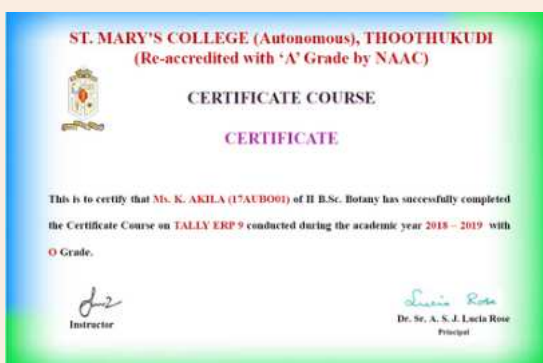 ST. MARY'S COLLEGE (Autonomous), THOOTHUKUDI
(Re-accredited with 'A' Grade by NAAC)
CERTIFICATE COURSE
CERTIFICATE
This is to certify that Ms. K. AKILA (17AUBO01) of II B.Sc. Botany has successfully completed
the Certificate Course on TALLY ERP 9 conducted during the academic year 2018 – 2019 with
O Grade.
Lucia Rose
Instructor
Dr. Sr. A. S. J. Lucia Rose
Principal